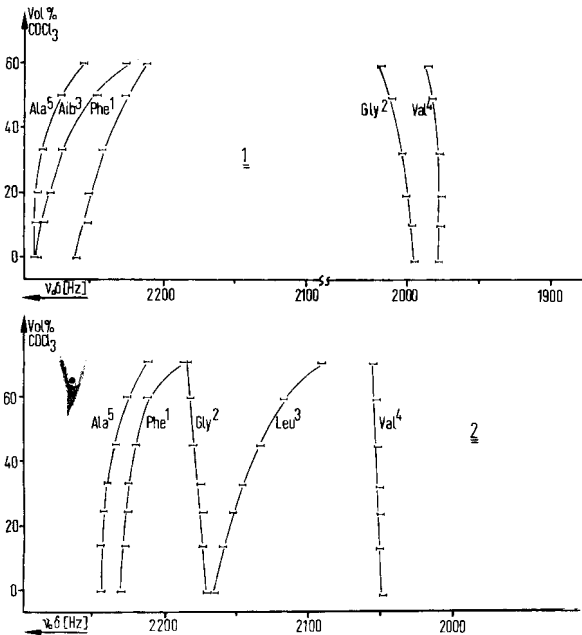 Vol%
CDCl₃
60
40
20
0
Ala⁵ Aib³ Phe¹
1
Gly² Val⁴
ν₀δ [Hz]
2200 2100 2000 1900
Vol%
CDCl₃
60
40
20
0
Ala⁵ Phe¹ Gly² Leu³ Val⁴
2
ν₀δ [Hz]
2200 2100 2000